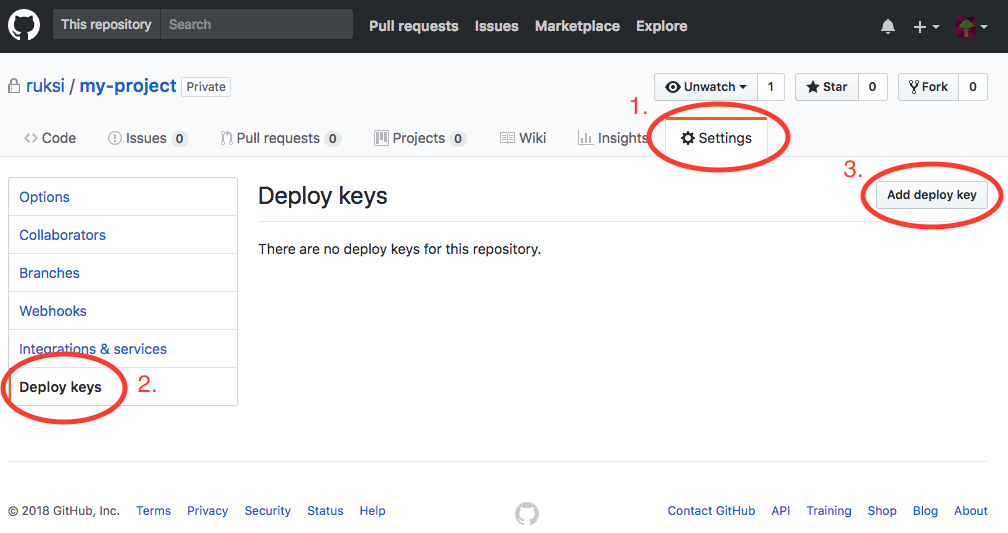 This repository Search Pull requests Issues Marketplace Explore
ruksi / my-project Private Unwatch 1 Star 0 Fork 0
1.
Code Issues 0 Pull requests 0 Projects 0 Wiki Insights Settings
3.
Options
Deploy keys
Add deploy key
Collaborators
There are no deploy keys for this repository.
Branches
Webhooks
Integrations & services
Deploy keys
2.
© 2018 GitHub, Inc. Terms Privacy Security Status Help Contact GitHub API Training Shop Blog About